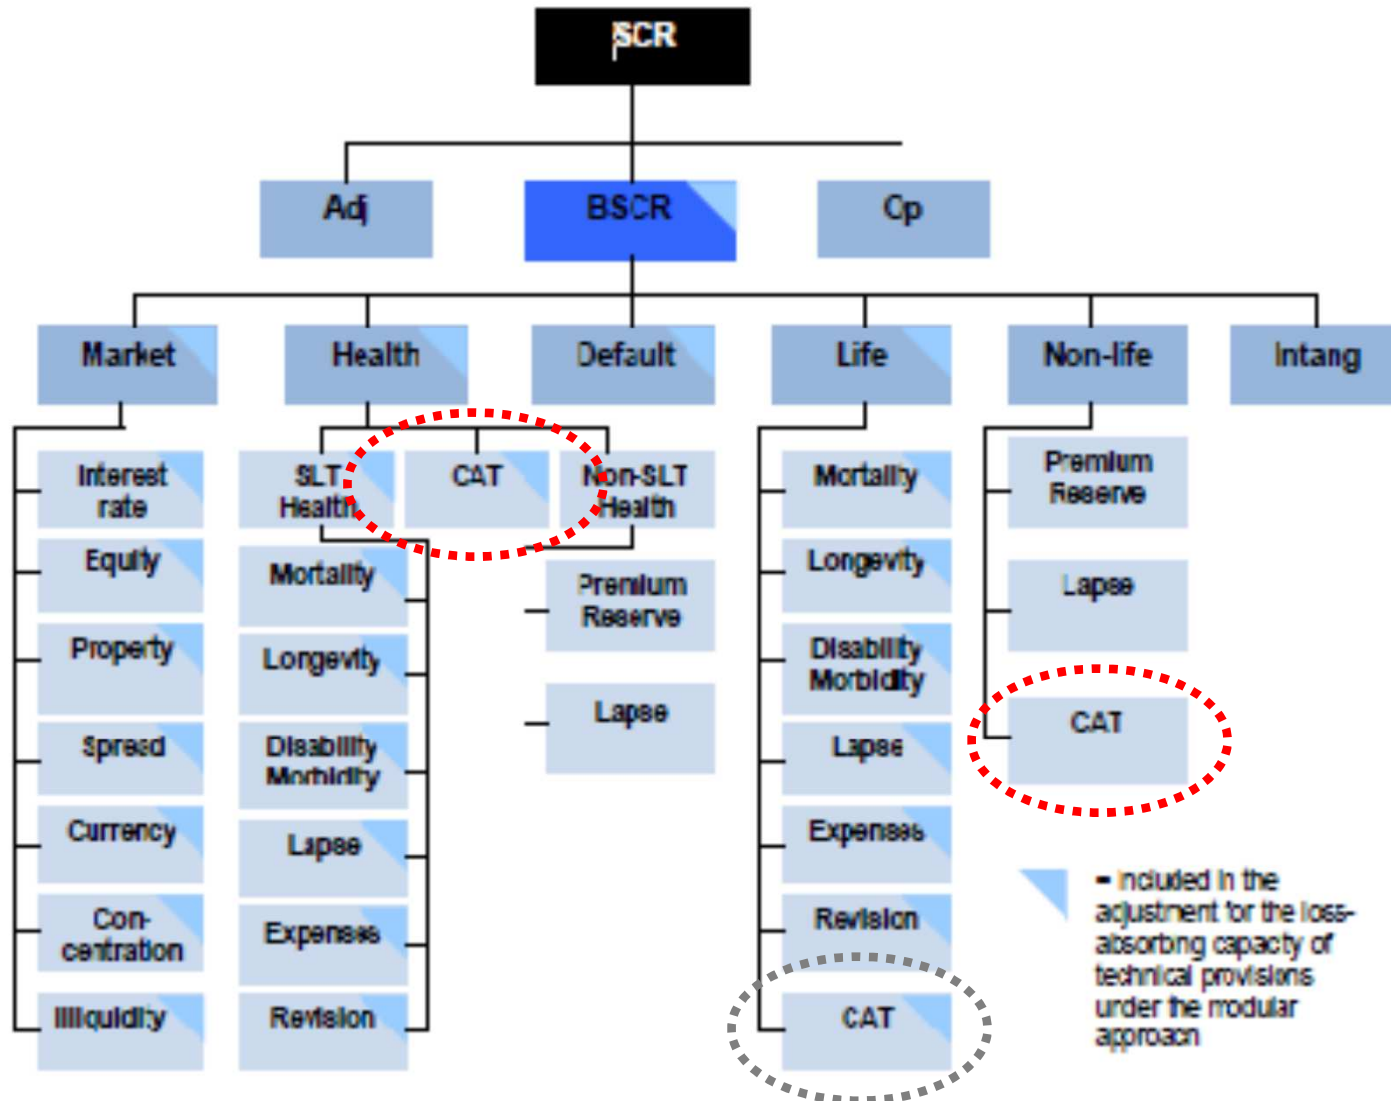 SCR
Adj
BSCR
Op
Market
Health
Default
Life
Non-life
Intang
Interest
rate
Equity
Property
Spread
Currency
Con-
centration
Illiquidity
SLT
Health
CAT
Non-SLT
Health
Mortality
Longevity
Disability
Morbidity
Lapse
Expenses
Revision
Premium
Reserve
Lapse
Mortality
Longevity
Disability
Morbidity
Lapse
Expenses
Revision
CAT
Premium
Reserve
Lapse
CAT
= included in the
adjustment for the loss-
absorbing capacity of
technical provisions
under the modular
approach